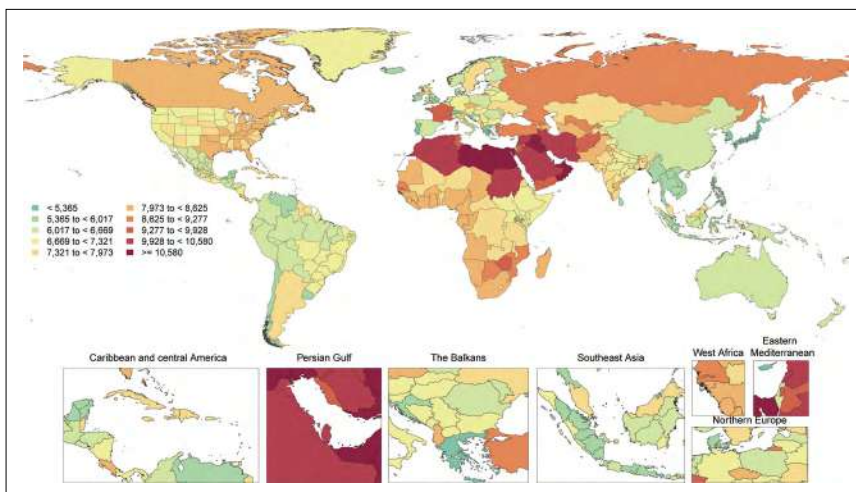 < 5,365
5,365 to < 6,017
6,017 to < 6,669
6,669 to < 7,321
7,321 to < 7,973
7,973 to < 8,625
8,625 to < 9,277
9,277 to < 9,928
9,928 to < 10,580
>= 10,580
Caribbean and central America
Persian Gulf
The Balkans
Southeast Asia
West Africa
Eastern
Mediterranean
Northern Europe